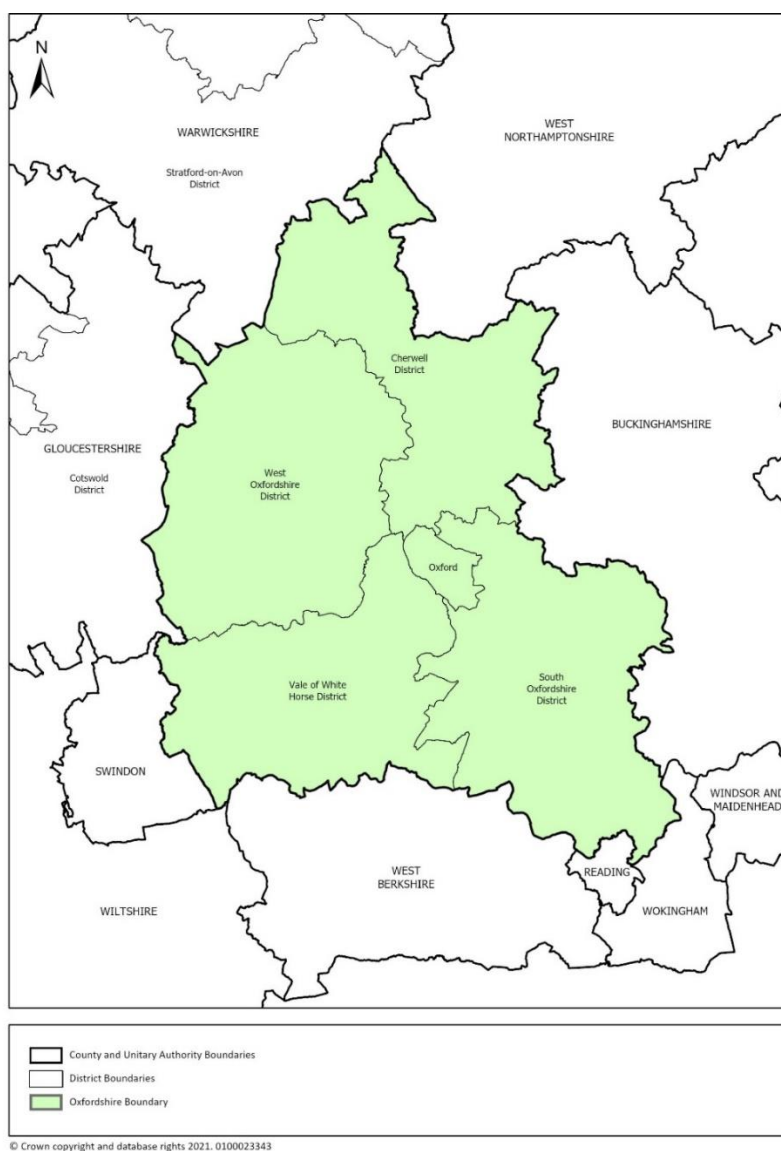 N
WARWICKSHIRE
WEST
NORTHAMPTONSHIRE
Stratford-on-Avon
District
Cherwell
District
BUCKINGHAMSHIRE
GLOUCESTERSHIRE
Cotswold
District
West
Oxfordshire
District
Oxford
Vale of White
Horse District
South
Oxfordshire
District
SWINDON
WINDSOR AND
MAIDENHEAD
WEST
BERKSHIRE
READING
WILTSHIRE
WOKINGHAM
County and Unitary Authority Boundaries
District Boundaries
Oxfordshire Boundary
© Crown copyright and database rights 2021. 0100023343